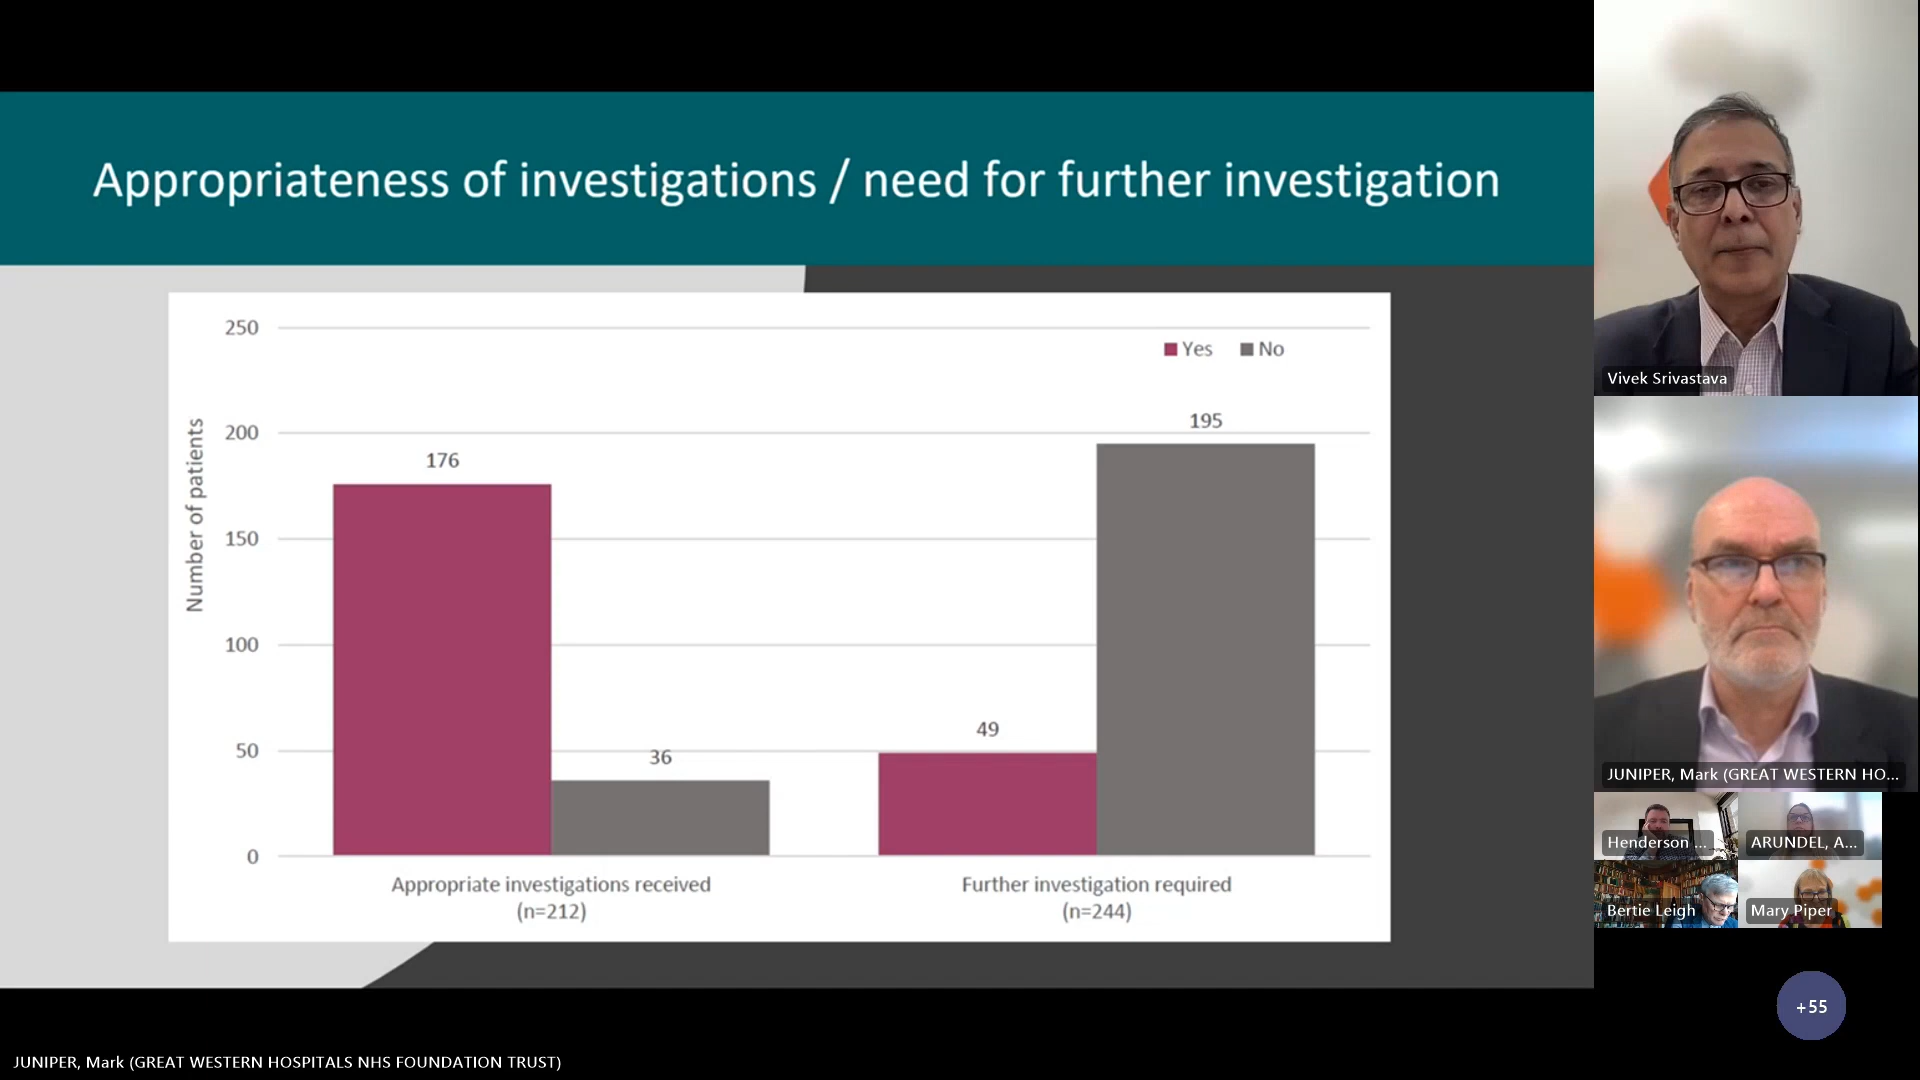 Appropriateness of investigations / need for further investigation
250
200
150
100
50
0
Number of patients
Yes
No
176
36
49
195
Appropriate investigations received
(n=212)
Further investigation required
(n=244)
Vivek Srivastava
JUNIPER, Mark (GREAT WESTERN HO...
Henderson ...
ARUNDEL, A...
Bertie Leigh
Mary Piper
+55
JUNIPER, Mark (GREAT WESTERN HOSPITALS NHS FOUNDATION TRUST)